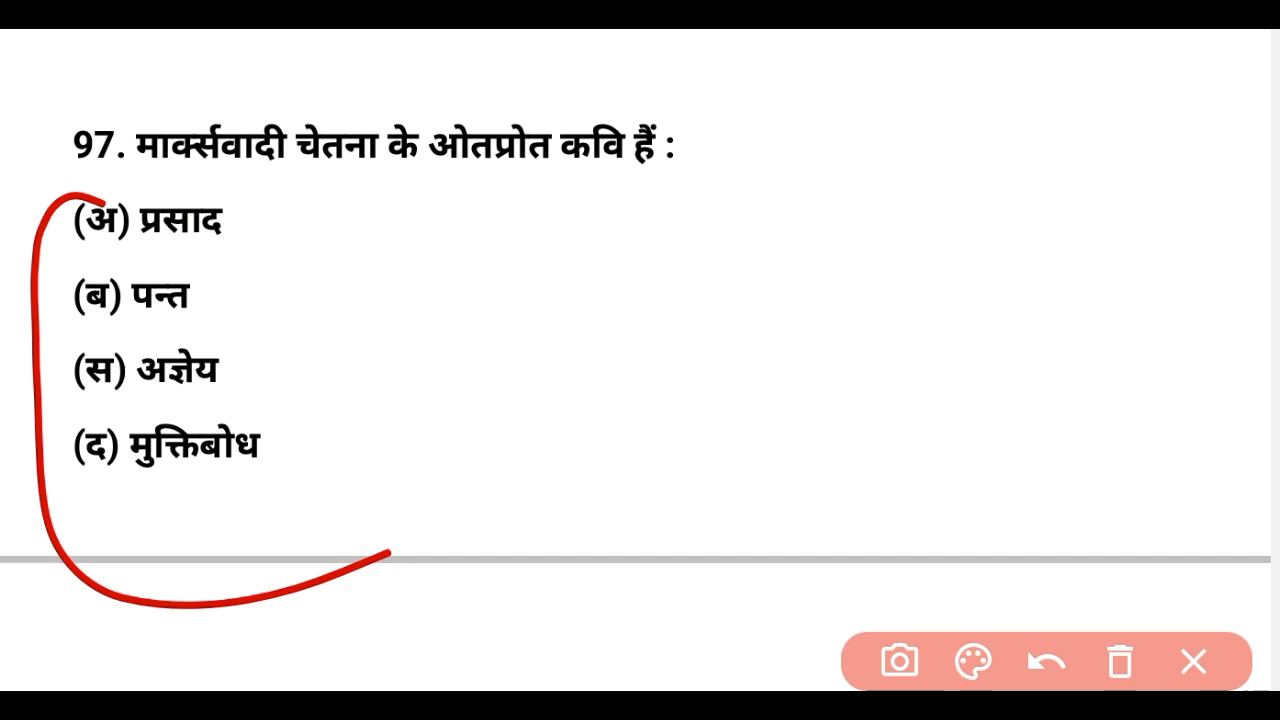 97. मार्क्सवादी चेतना के ओतप्रोत कवि हैं :
(अ) प्रसाद
(ब) पन्त
(स) अज्ञेय
(द) मुक्तिबोध